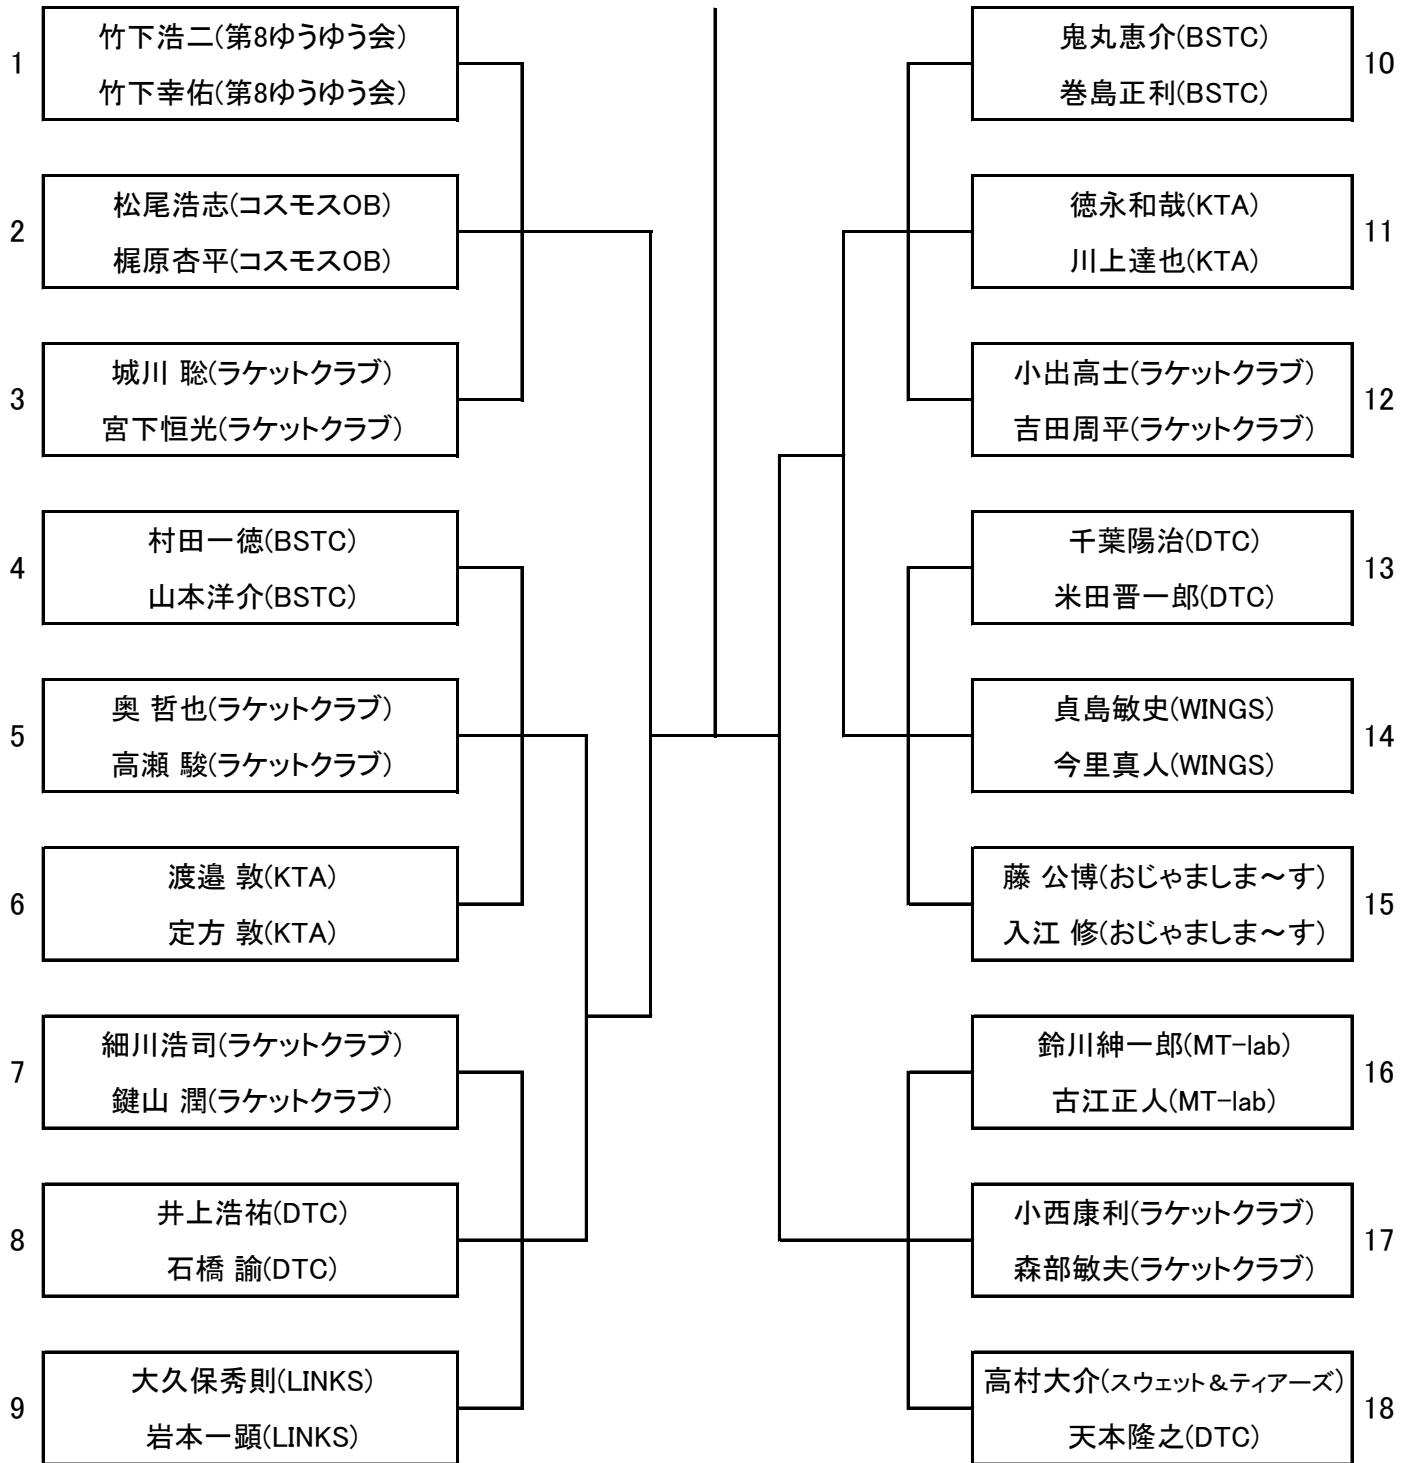 1
竹下浩二(第8ゆうゆう会)
竹下幸佑(第8ゆうゆう会)
2
松尾浩志(コスモスOB)
梶原杏平(コスモスOB)
3
城川 聡(ラケットクラブ)
宮下恒光(ラケットクラブ)
4
村田一徳(BSTC)
山本洋介(BSTC)
5
奥 哲也(ラケットクラブ)
高瀬 駿(ラケットクラブ)
6
渡邉 敦(KTA)
定方 敦(KTA)
7
細川浩司(ラケットクラブ)
鍵山 潤(ラケットクラブ)
8
井上浩祐(DTC)
石橋 諭(DTC)
9
大久保秀則(LINKS)
岩本一顕(LINKS)
鬼丸恵介(BSTC)
巻島正利(BSTC)
10
徳永和哉(KTA)
川上達也(KTA)
11
小出高士(ラケットクラブ)
吉田周平(ラケットクラブ)
12
千葉陽治(DTC)
米田晋一郎(DTC)
13
貞島敏史(WINGS)
今里真人(WINGS)
14
藤 公博(おじゃましま～す)
入江 修(おじゃましま～す)
15
鈴川紳一郎(MT-lab)
古江正人(MT-lab)
16
小西康利(ラケットクラブ)
森部敏夫(ラケットクラブ)
17
高村大介(スウェット＆ティアーズ)
天本隆之(DTC)
18